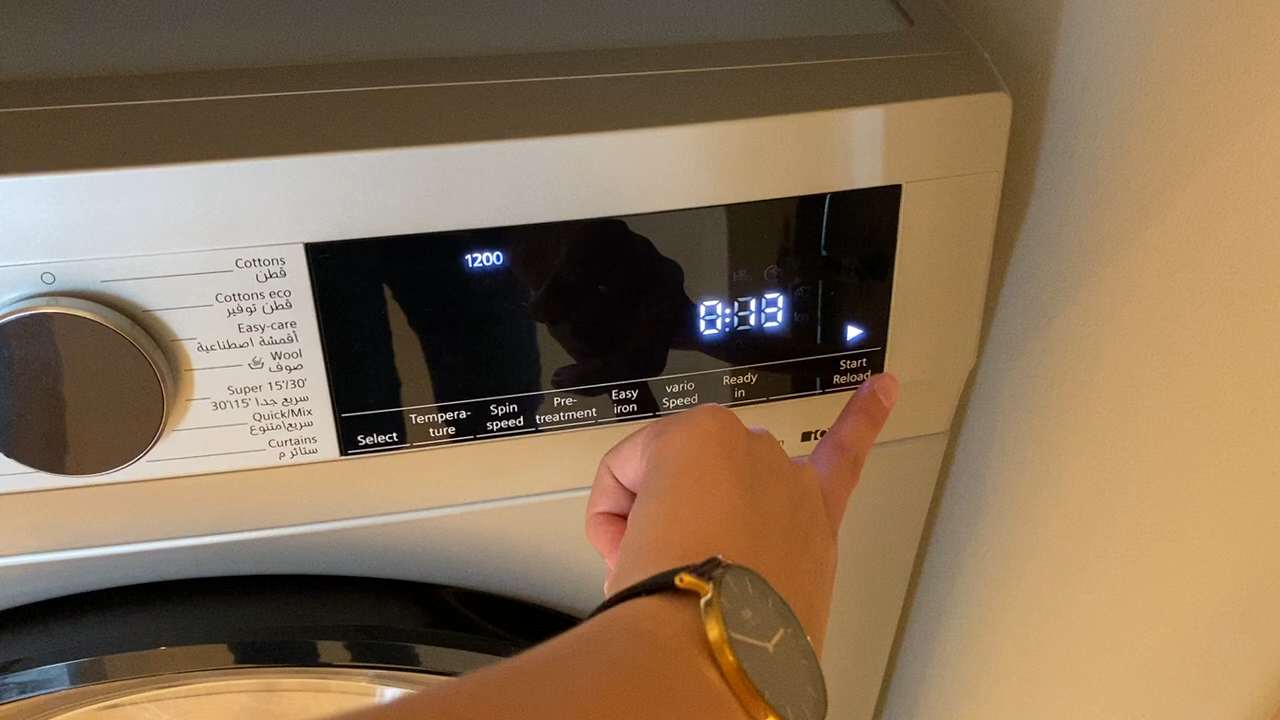 Cottons
قطن
Cottons eco
قطن توفير
Easy-care
أقمشة اصطناعية
Wool
صوف
Super 15'/30'
سريع جدا 15'/30'
Quick/Mix
سريع/متنوع
Curtains
ستائر م
1200
0:13
Select
Tempera-
ture
Spin
speed
Pre-
treatment
Easy
iron
vario
Speed
Ready
in
Start
Reload